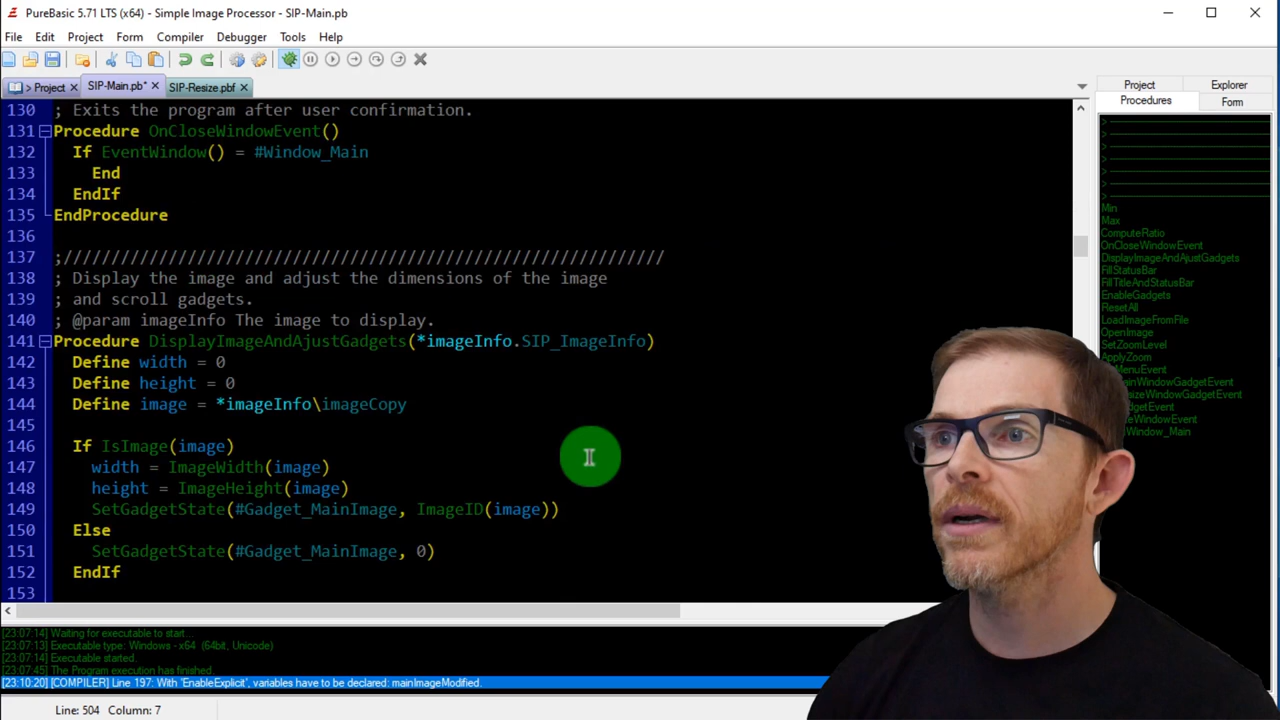 PureBasic 5.71 LTS (x64) - Simple Image Processor - SIP-Main.pb
File Edit Project Form Compiler Debugger Tools Help
> Project SIP-Main.pb* SIP-Resize.pbf
130 ; Exits the program after user confirmation.
131 Procedure OnCloseWindowEvent()
132 If EventWindow() = #Window_Main
133 End
134 EndIf
135 EndProcedure
136
137 ;///////////////////////////////////////////////////////////////
138 ; Display the image and adjust the dimensions of the image
139 ; and scroll gadgets.
140 ; @param imageInfo The image to display.
141 Procedure DisplayImageAndAjustGadgets(*imageInfo.SIP_ImageInfo)
142 Define width = 0
143 Define height = 0
144 Define image = *imageInfo\imageCopy
145
146 If IsImage(image)
147 width = ImageWidth(image)
148 height = ImageHeight(image)
149 SetGadgetState(#Gadget_MainImage, ImageID(image))
150 Else
151 SetGadgetState(#Gadget_MainImage, 0)
152 EndIf
153
Project Explorer
Procedures Form
Min
Max
ComputeRatio
OnCloseWindowEvent
DisplayImageAndAjustGadgets
FillStatusBar
FillTitleAndStatusBar
EnableGadgets
ResetAll
LoadImageFromFile
OpenImage
SetZoomLevel
ApplyZoom
MenuEvent
ainWindowGadgetEvent
sizeWindowGadgetEvent
dgetEvent
eWindowEvent
Window_Main
[23:07:14] Waiting for executable to start...
[23:07:13] Executable type: Windows - x64 (64bit, Unicode)
[23:07:14] Executable started.
[23:07:45] The Program execution has finished.
[23:10:20] [COMPILER] Line 197: With 'EnableExplicit', variables have to be declared: mainImageModified.
Line: 504 Column: 7